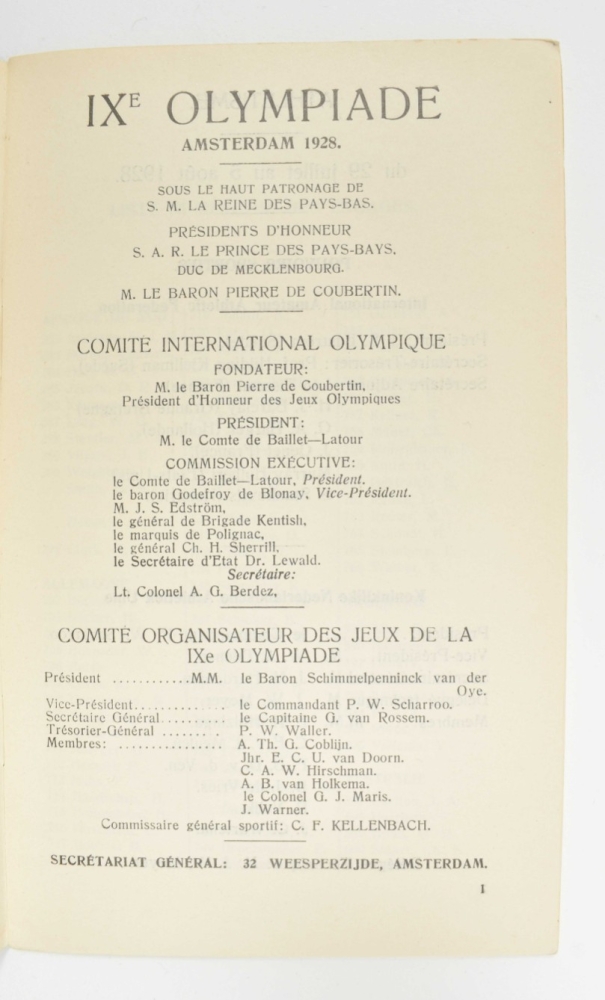 IXᴱ OLYMPIADE
AMSTERDAM 1928.
SOUS LE HAUT PATRONAGE DE
S. M. LA REINE DES PAYS-BAS.
PRÉSIDENTS D'HONNEUR
S. A. R. LE PRINCE DES PAYS-BAYS,
DUC DE MECKLENBOURG.
M. LE BARON PIERRE DE COUBERTIN.
COMITÉ INTERNATIONAL OLYMPIQUE
FONDATEUR:
M. le Baron Pierre de Coubertin,
Président d'Honneur des Jeux Olympiques
PRÉSIDENT:
M. le Comte de Baillet—Latour
COMMISSION EXÉCUTIVE:
le Comte de Baillet—Latour, Président.
le baron Godefroy de Blonay, Vice-Président.
M. J. S. Edström,
le général de Brigade Kentish,
le marquis de Polignac,
le général Ch. H. Sherrill,
le Secrétaire d'Etat Dr. Lewald.
Secrétaire:
Lt. Colonel A. G. Berdez,
COMITÉ ORGANISATEUR DES JEUX DE LA
IXe OLYMPIADE
Président ............M.M. le Baron Schimmelpenninck van der
Oye.
Vice-Président............. le Commandant P. W. Scharroo.
Secrétaire Général.......... le Capitaine G. van Rossem.
Trésorier-Général ........ P. W. Waller.
Membres: ................ A. Th. G. Coblijn.
Jhr. E. C. U. van Doorn.
C. A. W. Hirschman.
A. B. van Holkema.
le Colonel G. J. Maris.
J. Warner.
Commissaire général sportif: C. F. KELLENBACH.
SECRÉTARIAT GÉNÉRAL: 32 WEESPERZIJDE, AMSTERDAM.
1